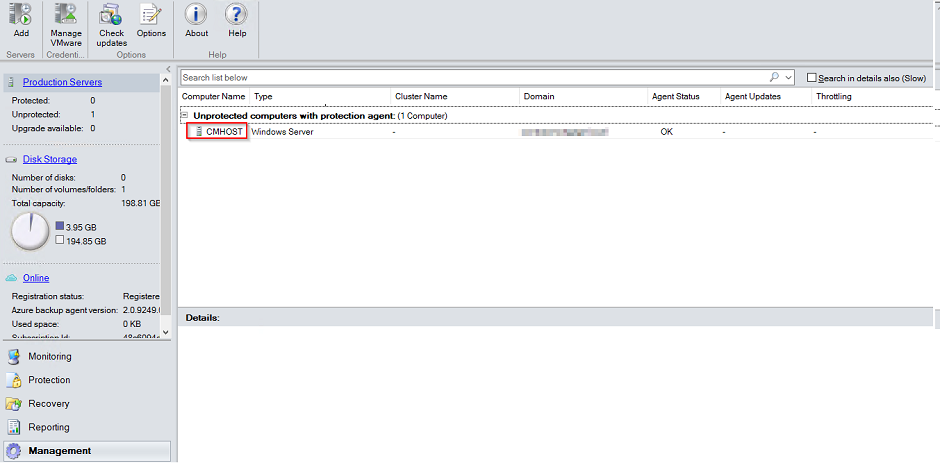 Add
Manage VMware
Check updates
Options
About
Help
Servers
Credenti...
Options
Help
Production Servers
Protected: 0
Unprotected: 1
Upgrade available: 0
Disk Storage
Number of disks: 0
Number of volumes/folders: 1
Total capacity: 198.81 GB
3.95 GB
194.85 GB
Online
Registration status: Registere
Azure backup agent version: 2.0.9249.
Used space: 0 KB
Monitoring
Protection
Recovery
Reporting
Management
Search list below
Search in details also (Slow)
Computer Name Type Cluster Name Domain Agent Status Agent Updates Throttling
Unprotected computers with protection agent: (1 Computer)
CMHOST Windows Server - OK - -
Details: